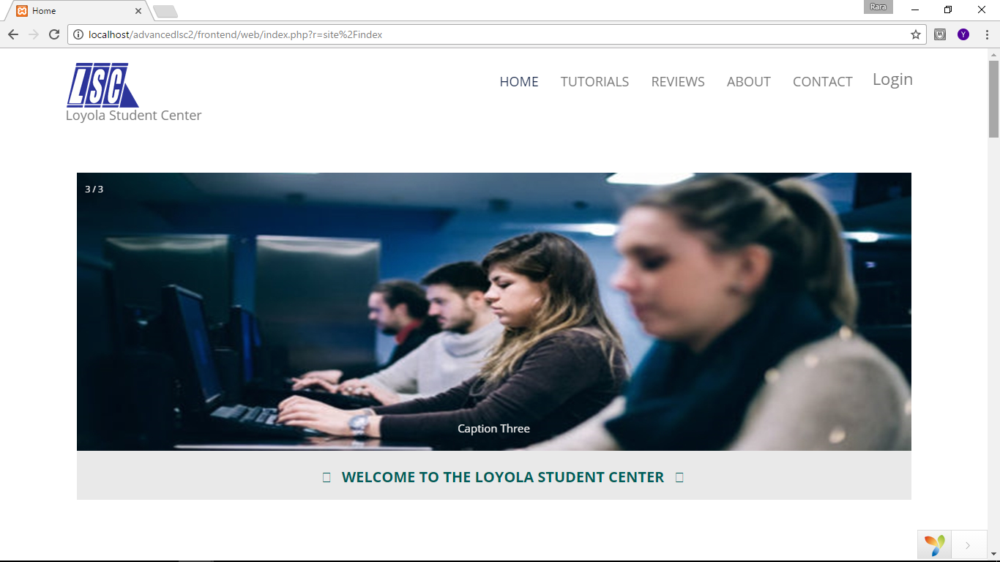 Home
Rara
localhost/advancedlsc2/frontend/web/index.php?r=site%2Findex
Y
LSC
Loyola Student Center
HOME TUTORIALS REVIEWS ABOUT CONTACT Login
3 / 3
Caption Three
WELCOME TO THE LOYOLA STUDENT CENTER